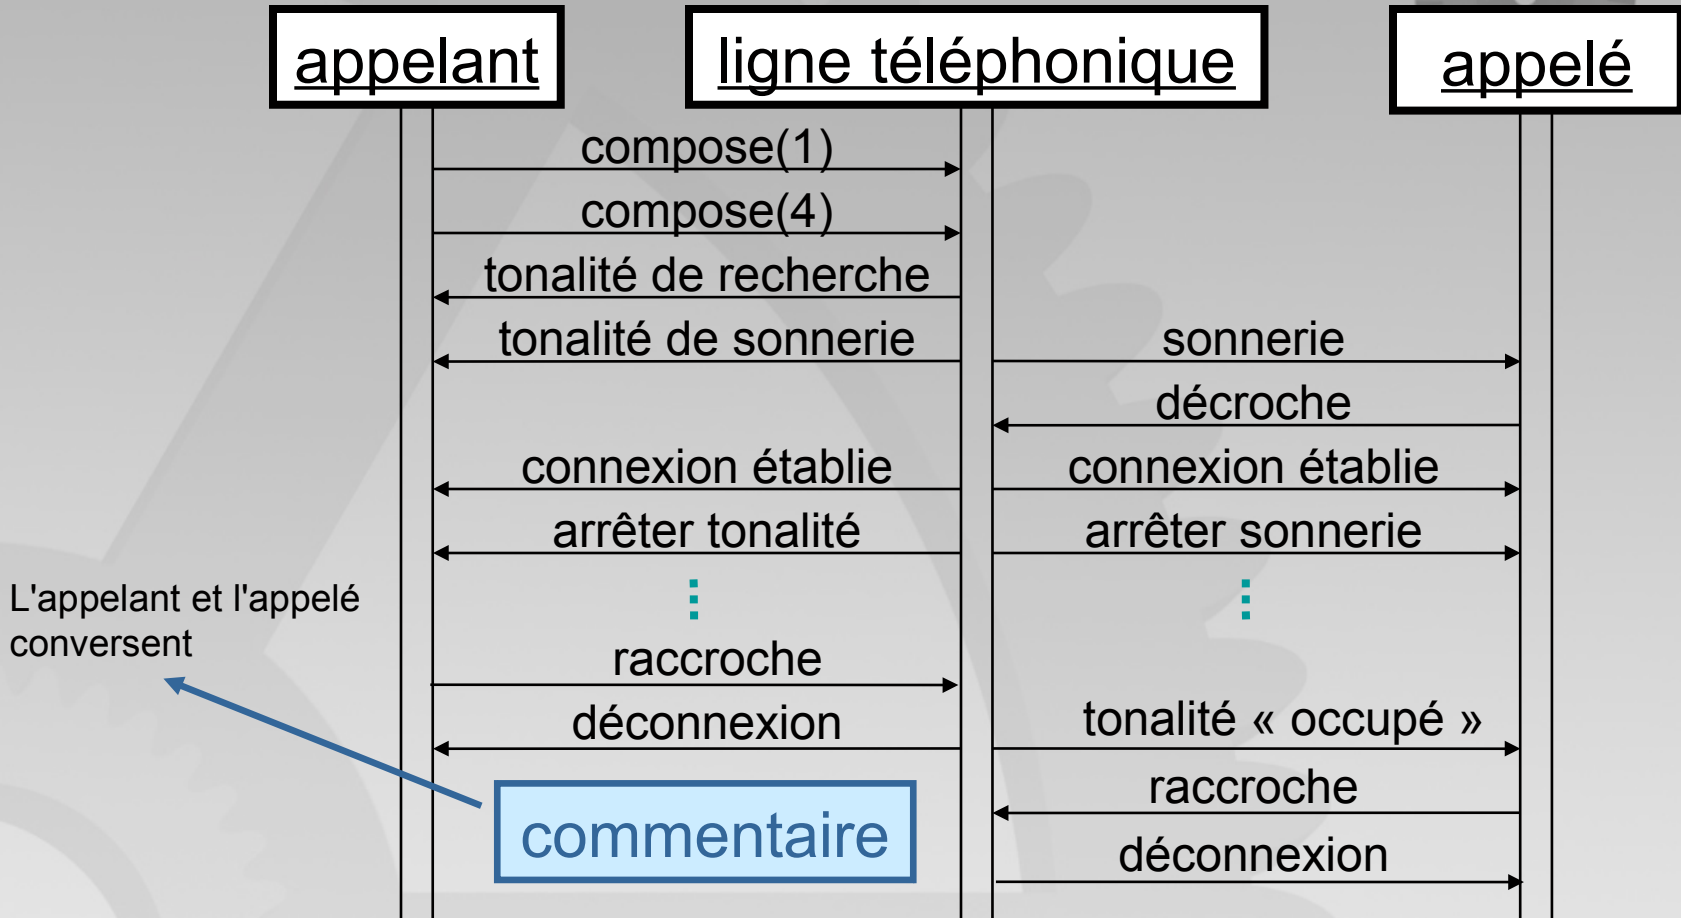 appelant
ligne téléphonique
appelé
compose(1)
compose(4)
tonalité de recherche
tonalité de sonnerie
sonnerie
décroche
connexion établie
connexion établie
arrêter tonalité
arrêter sonnerie
L'appelant et l'appelé
conversent
raccroche
déconnexion
tonalité « occupé »
raccroche
commentaire
déconnexion